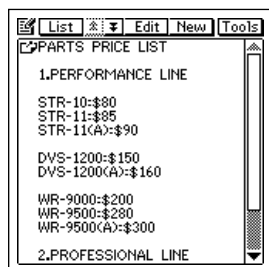 List Edit New Tools
PARTS PRICE LIST
1.PERFORMANCE LINE
STR-10:$80
STR-11:$85
STR-11(A):$90
DVS-1200:$150
DVS-1200(A):$160
WR-9000:$200
WR-9500:$280
WR-9500(A):$300
2.PROFESSIONAL LINE